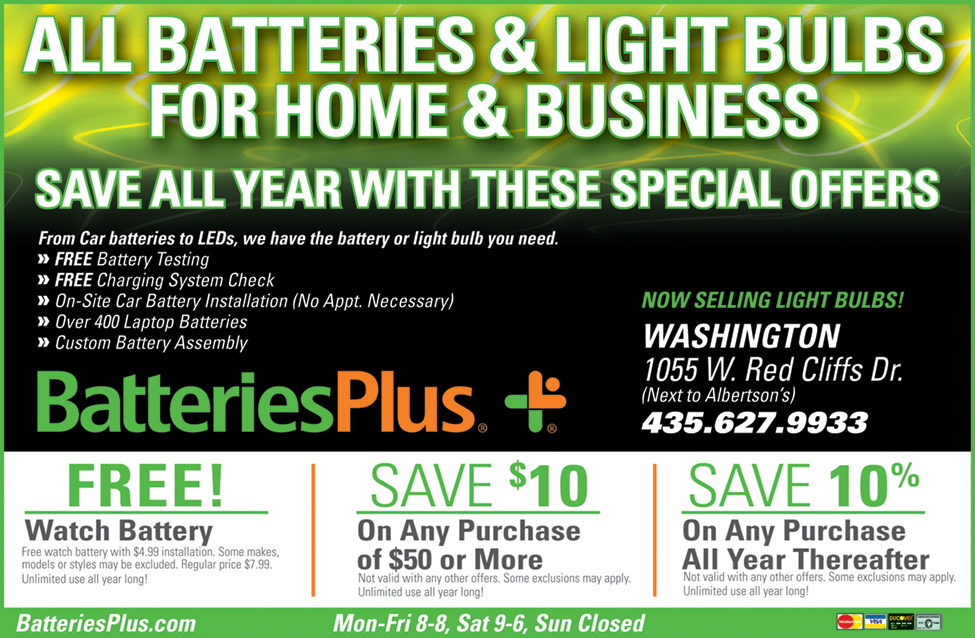 ALL BATTERIES & LIGHT BULBS
FOR HOME & BUSINESS
SAVE ALL YEAR WITH THESE SPECIAL OFFERS
From Car batteries to LEDs, we have the battery or light bulb you need.
» FREE Battery Testing
» FREE Charging System Check
» On-Site Car Battery Installation (No Appt. Necessary)
» Over 400 Laptop Batteries
» Custom Battery Assembly
BatteriesPlus®
®
NOW SELLING LIGHT BULBS!
WASHINGTON
1055 W. Red Cliffs Dr.
(Next to Albertson's)
435.627.9933
FREE!
Watch Battery
Free watch battery with $4.99 installation. Some makes,
models or styles may be excluded. Regular price $7.99.
Unlimited use all year long!
SAVE $10
On Any Purchase
of $50 or More
Not valid with any other offers. Some exclusions may apply.
Unlimited use all year long!
SAVE 10%
On Any Purchase
All Year Thereafter
Not valid with any other offers. Some exclusions may apply.
Unlimited use all year long!
BatteriesPlus.com
Mon-Fri 8-8, Sat 9-6, Sun Closed
VISA